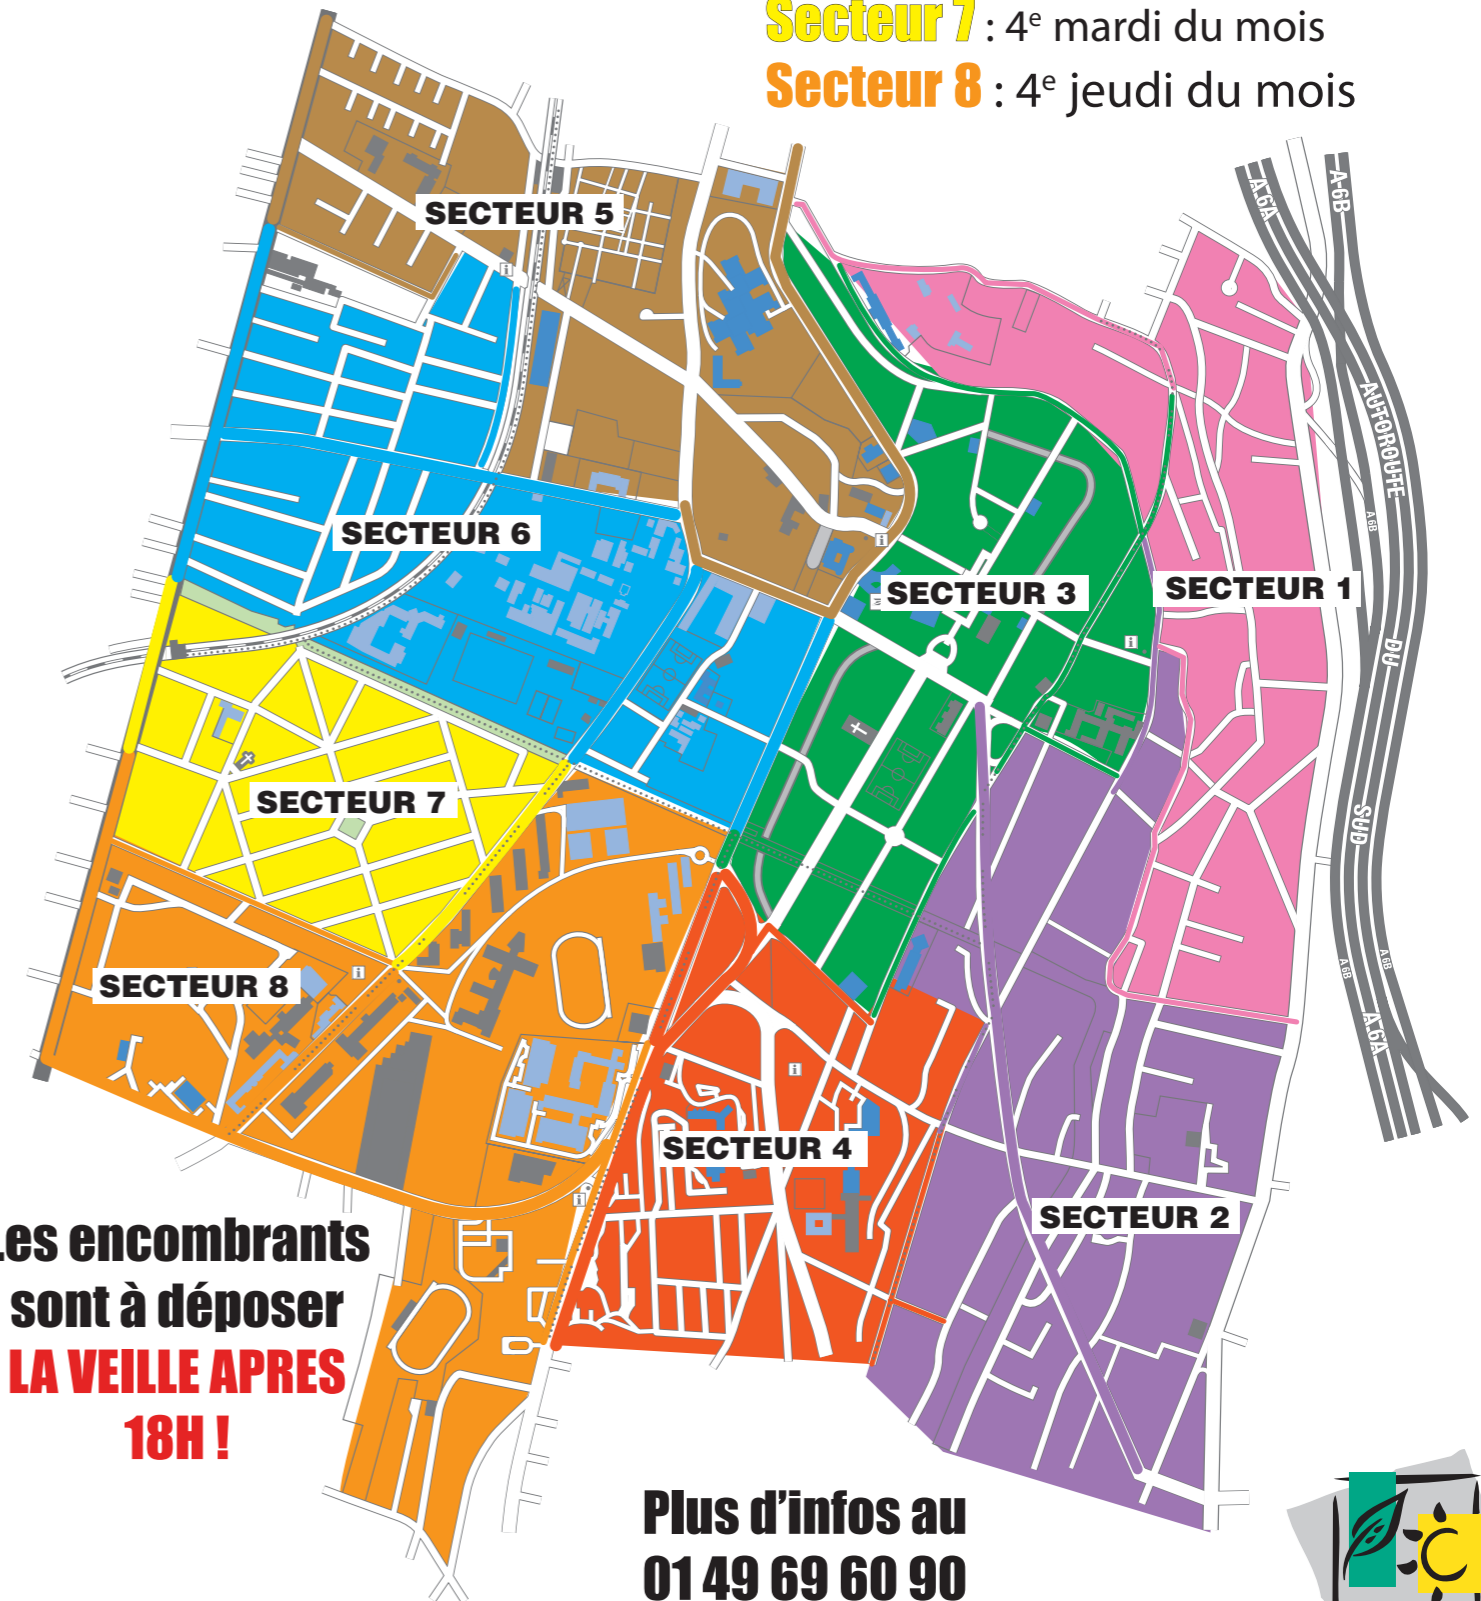 Secteur 7 : 4e mardi du mois
Secteur 8 : 4e jeudi du mois
A 6A
A-6B
SECTEUR 5
AUTOROUTE
A 6B
SECTEUR 6
SECTEUR 3
SECTEUR 1
DU
SECTEUR 7
SUD
SECTEUR 8
A 6B
A 6B
A 6A
SECTEUR 4
SECTEUR 2
Les encombrants
sont à déposer
LA VEILLE APRES
18H !
Plus d'infos au
01 49 69 60 90